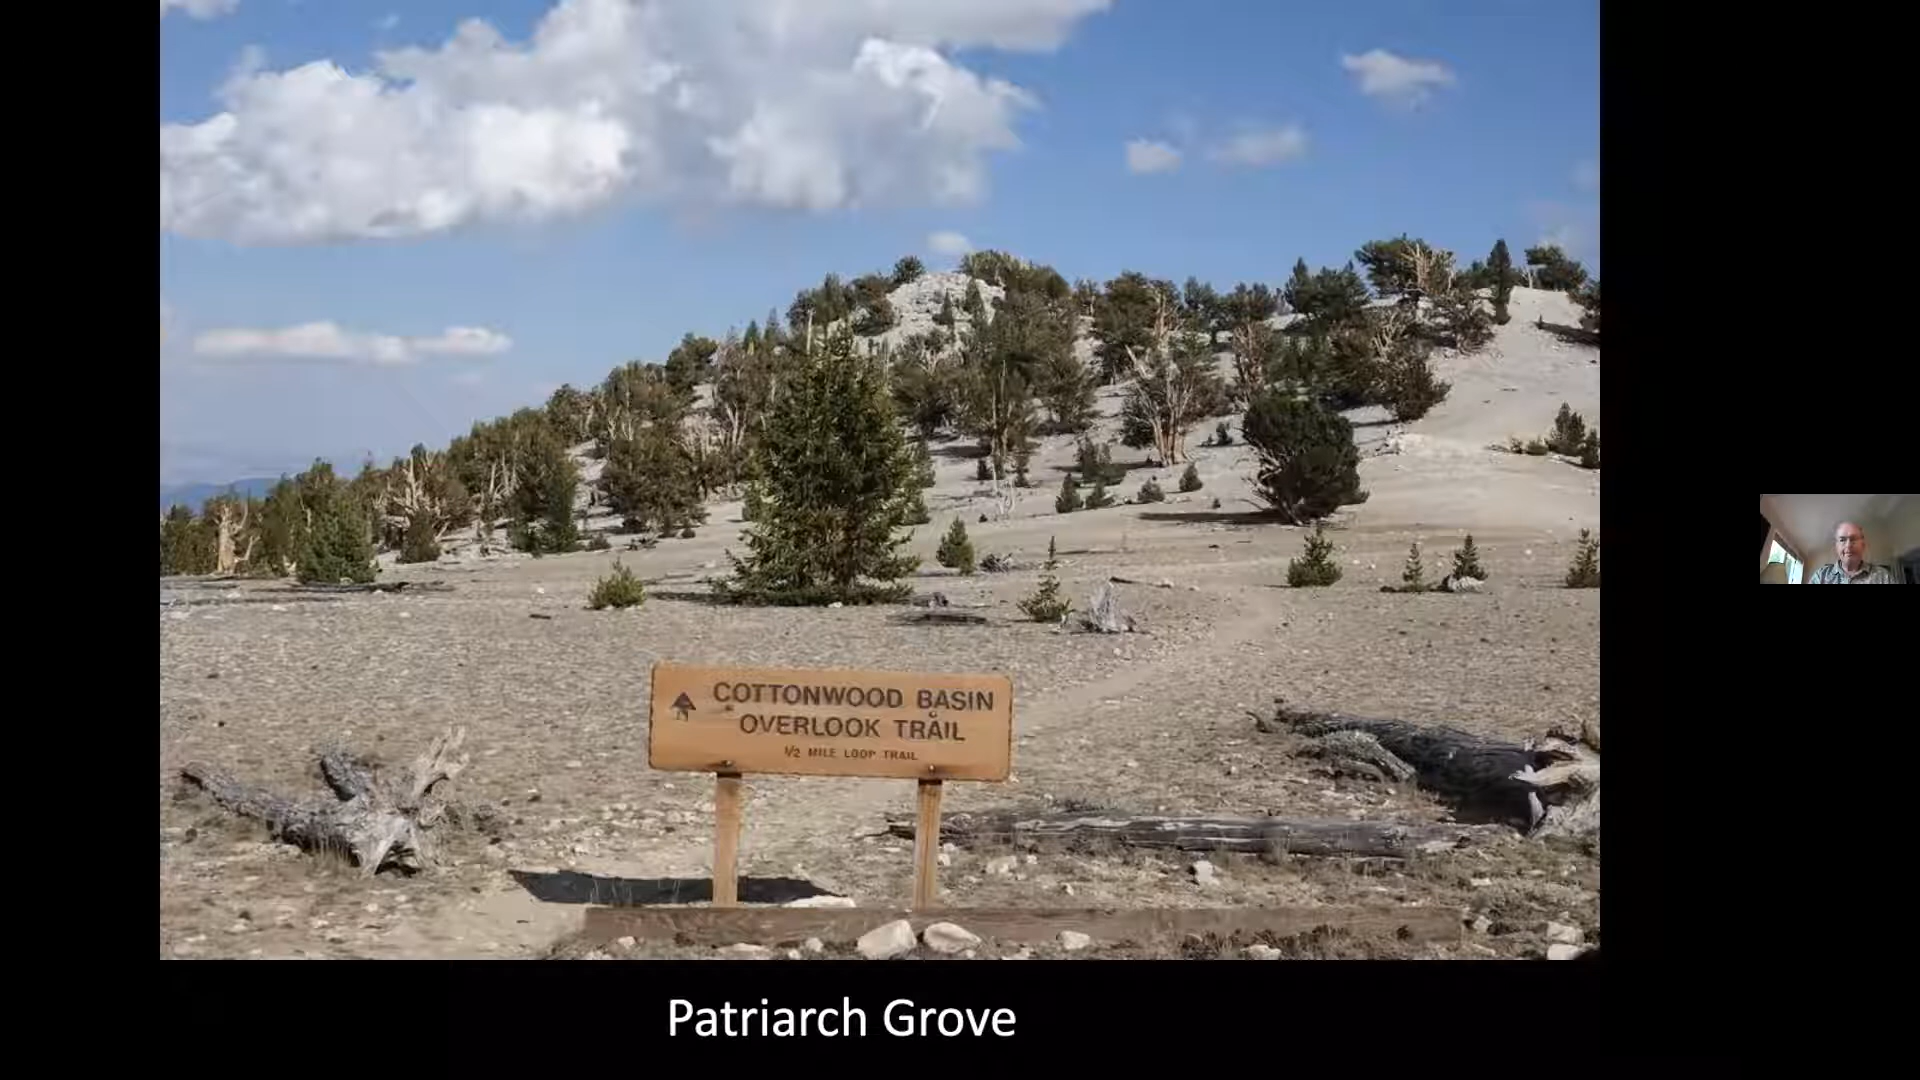 COTTONWOOD BASIN
OVERLOOK TRAIL
1/2 MILE LOOP TRAIL
Patriarch Grove